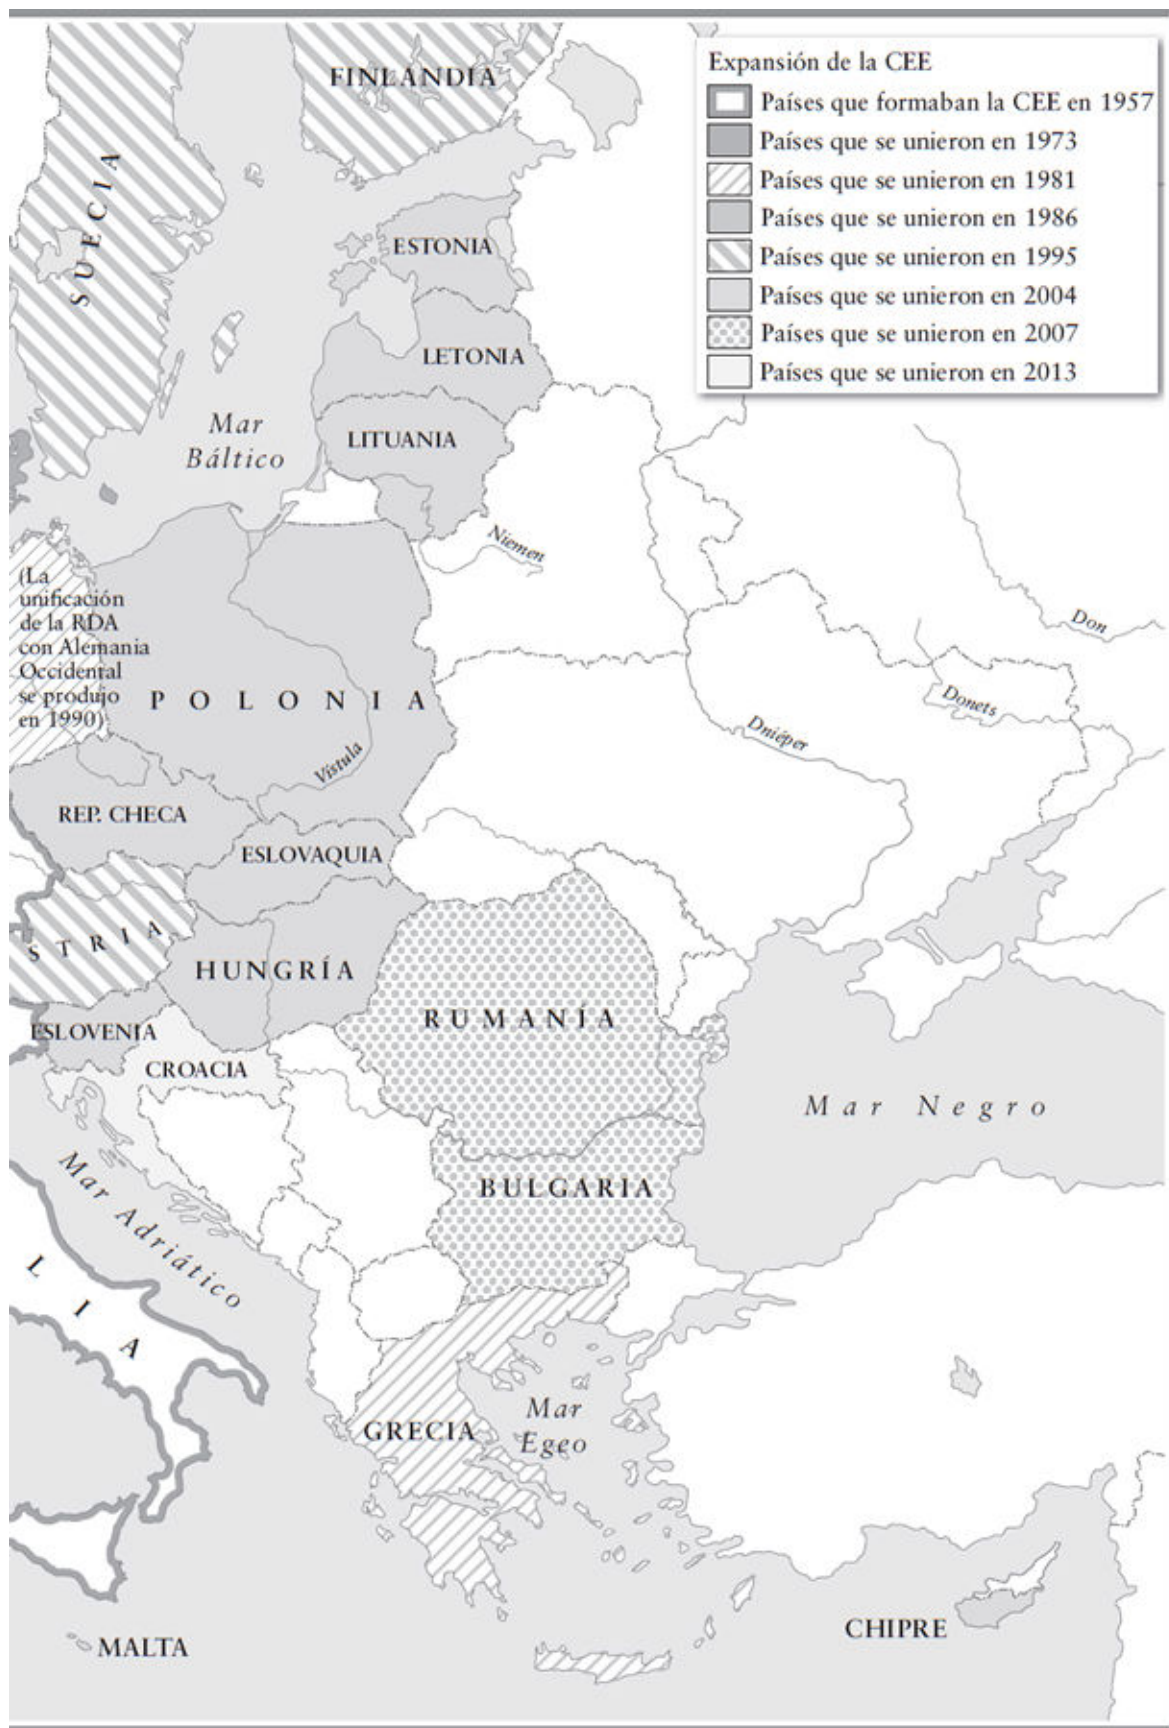 Expansión de la CEE
Países que formaban la CEE en 1957
Países que se unieron en 1973
Países que se unieron en 1981
Países que se unieron en 1986
Países que se unieron en 1995
Países que se unieron en 2004
Países que se unieron en 2007
Países que se unieron en 2013
FINLANDIA
SUECIA
ESTONIA
LETONIA
Mar
Báltico
LITUANIA
Niemen
(La
unificación
de la RDA
con Alemania
Occidental
se produjo
en 1990)
Don
POLONIA
Donets
Dniéper
Vístula
REP. CHECA
ESLOVAQUIA
STRIA
HUNGRÍA
RUMANÍA
ESLOVENIA
CROACIA
Mar Negro
Mar Adriático
BULGARIA
LIA
Mar
Egeo
GRECIA
CHIPRE
MALTA